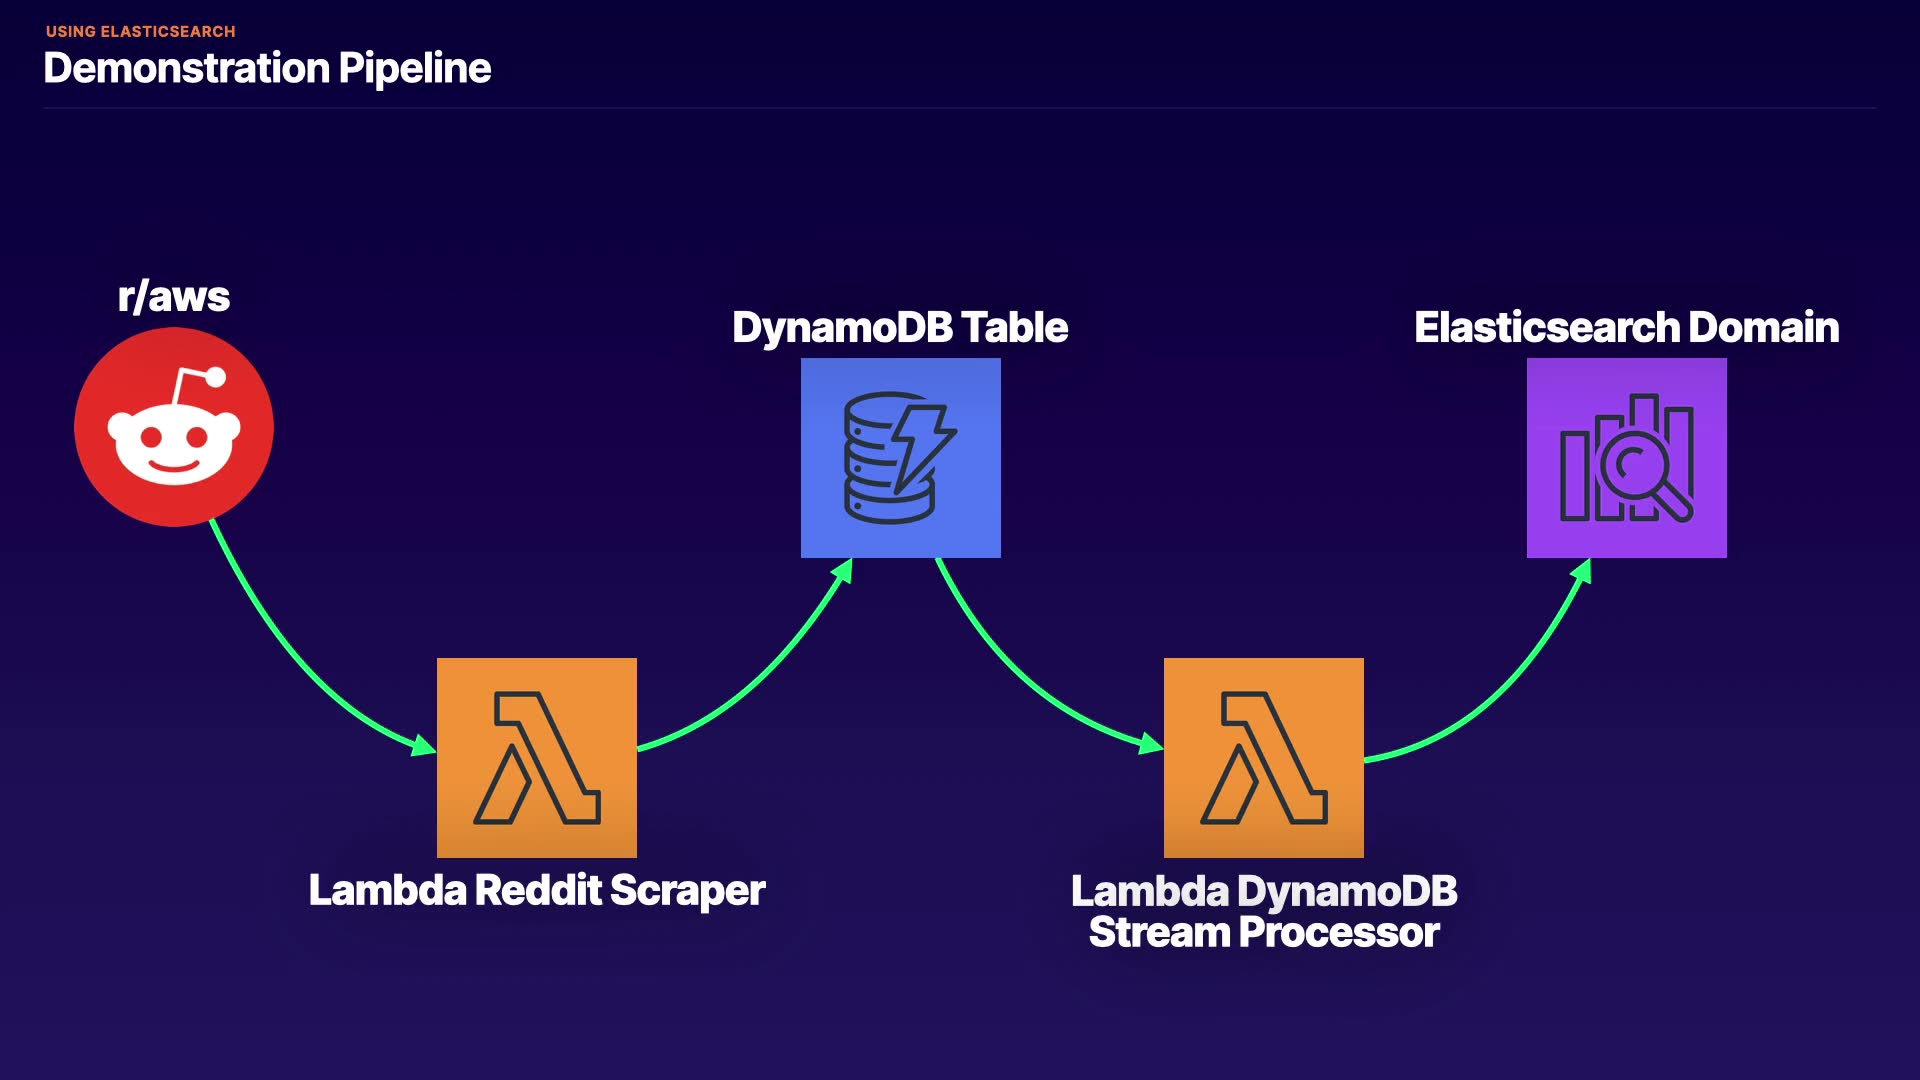 USING ELASTICSEARCH
Demonstration Pipeline
r/aws
DynamoDB Table
Elasticsearch Domain
Lambda Reddit Scraper
Lambda DynamoDB
Stream Processor